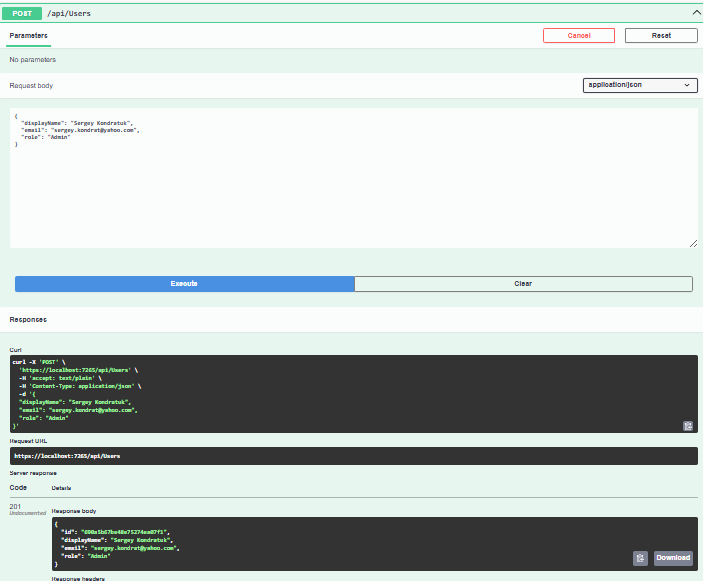 POST /api/Users
Parameters
Cancel
Reset
No parameters
Request body
application/json
{
"displayName": "Sergey Kondratuk",
"email": "sergey.kondrat@yahoo.com",
"role": "Admin"
}
Execute
Clear
Responses
Curl
curl -X 'POST' \
'https://localhost:7265/api/Users' \
-H 'accept: text/plain' \
-H 'Content-Type: application/json' \
-d '{
"displayName": "Sergey Kondratuk",
"email": "sergey.kondrat@yahoo.com",
"role": "Admin"
}'
Request URL
https://localhost:7265/api/Users
Server response
Code Details
201
Undocumented
Response body
{
"id":
"displayName": "Sergey Kondratuk",
"email": "sergey.kondrat@yahoo.com",
"role": "Admin"
}
Download
Response headers